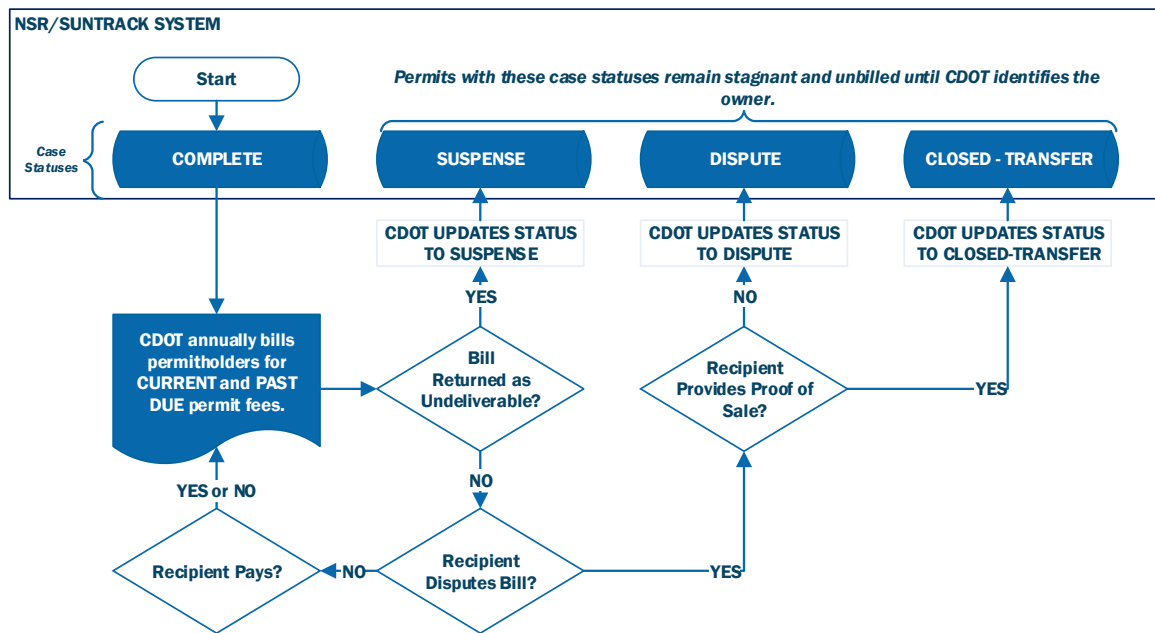 NSR/SUNTRACK SYSTEM
Start
Permits with these case statuses remain stagnant and unbilled until CDOT identifies the
owner.
Case
Statuses
COMPLETE
SUSPENSE
DISPUTE
CLOSED - TRANSFER
CDOT UPDATES STATUS
TO SUSPENSE
CDOT UPDATES STATUS
TO DISPUTE
CDOT UPDATES STATUS
TO CLOSED-TRANSFER
YES
NO
CDOT annually bills
permitholders for
CURRENT and PAST
DUE permit fees.
Bill
Returned as
Undeliverable?
Recipient
Provides Proof of
Sale?
YES
NO
YES or NO
Recipient Pays?
NO
Recipient
Disputes Bill?
YES